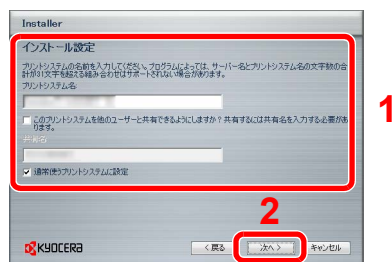 Installer
インストール設定
プリントシステムの名前を入力してください。プログラムによっては、サーバー名とプリントシステム名の文字数の合
計が31文字を超える組み合わせはサポートされない場合があります。
プリントシステム名:
このプリントシステムを他のユーザーと共有できるようにしますか? 共有するには共有名を入力する必要があ
ります。
共有名:
通常使うプリントシステムに設定
1
2
KYOCERA
< 戻る
次へ >
キャンセル